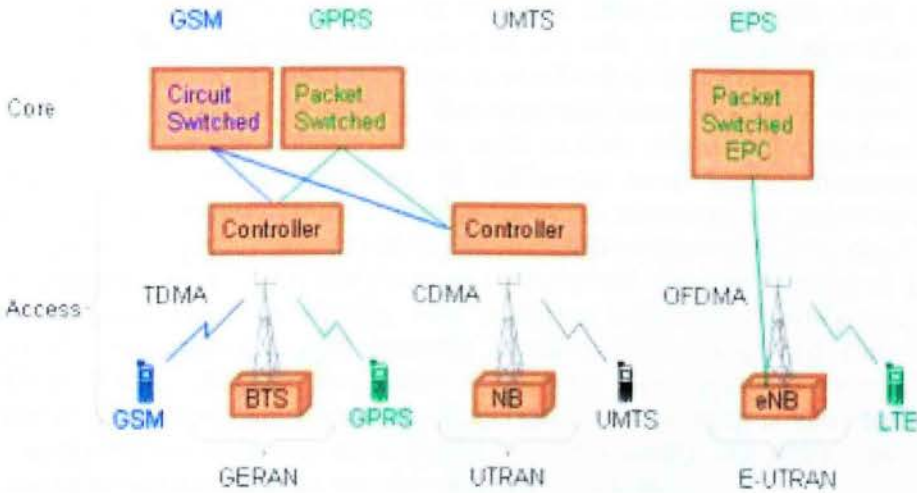 GSM GPRS UMTS EPS
Core
Circuit
Switched
Packet
Switched
Packet
Switched
EPC
Controller
Controller
Access
TDMA
CDMA
OFDMA
BTS
NB
eNB
GSM
GPRS
UMTS
LTE
GERAN
UTRAN
E-UTRAN